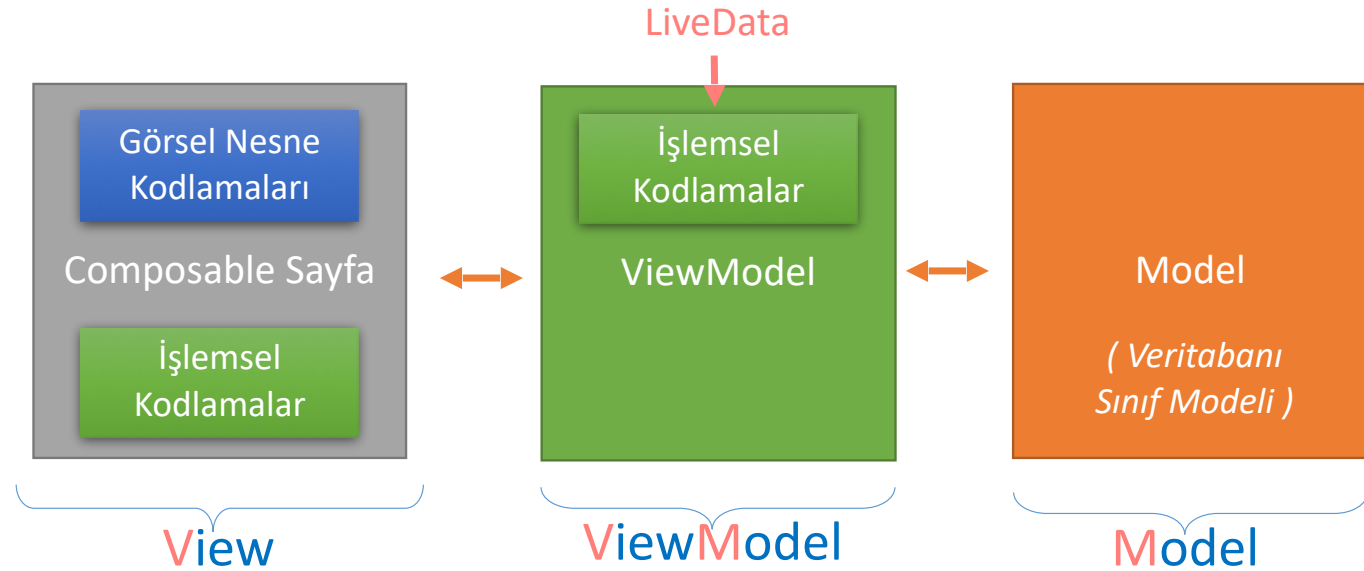 LiveData
Görsel Nesne
Kodlamaları
Composable Sayfa
İşlemsel
Kodlamalar
View
İşlemsel
Kodlamalar
ViewModel
ViewModel
Model
( Veritabanı
Sınıf Modeli )
Model